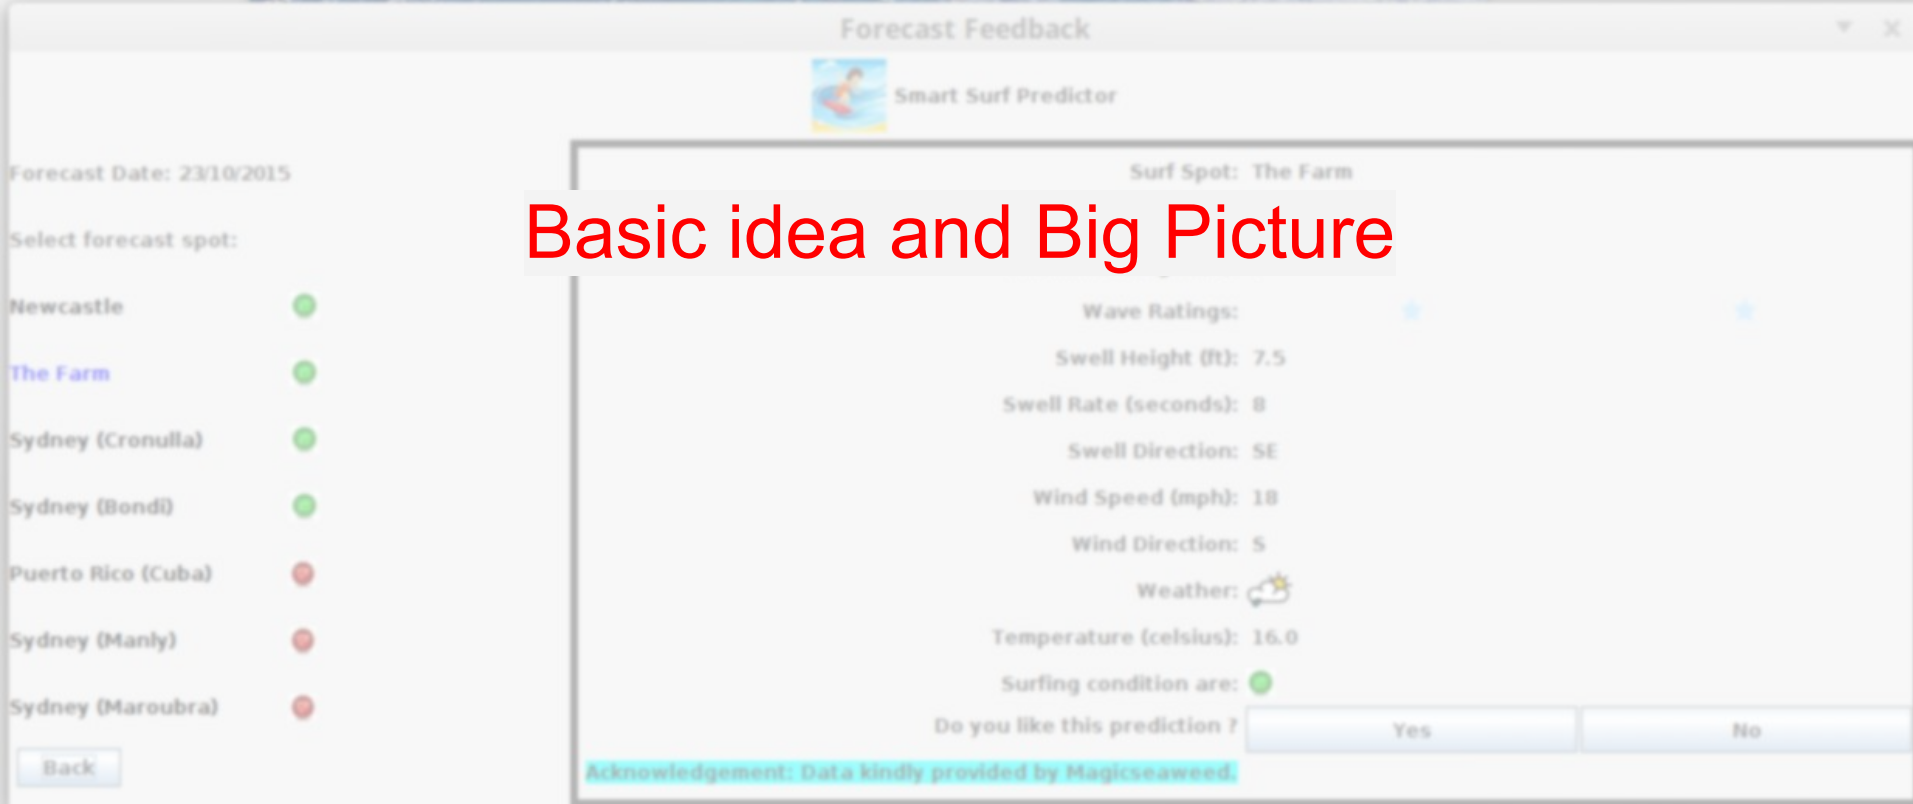 Forecast Feedback
Smart Surf Predictor
Forecast Date: 23/10/2015
Select forecast spot:
Newcastle
The Farm
Sydney (Cronulla)
Sydney (Bondi)
Puerto Rico (Cuba)
Sydney (Manly)
Sydney (Maroubra)
Back
Surf Spot: The Farm
Basic idea and Big Picture
Wave Ratings:
Swell Height (ft): 7.5
Swell Rate (seconds): 8
Swell Direction: SE
Wind Speed (mph): 18
Wind Direction: S
Weather:
Temperature (celsius): 16.0
Surfing condition are:
Do you like this prediction ? Yes No
Acknowledgement: Data kindly provided by Magicseaweed.